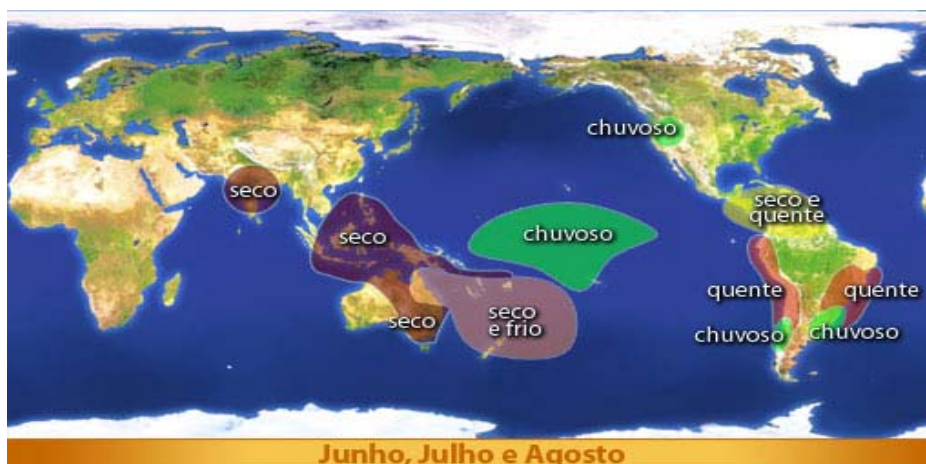 chuvoso
seco
seco e
quente
seco
chuvoso
quente
quente
seco
seco
e frio
chuvoso
chuvoso
Junho, Julho e Agosto